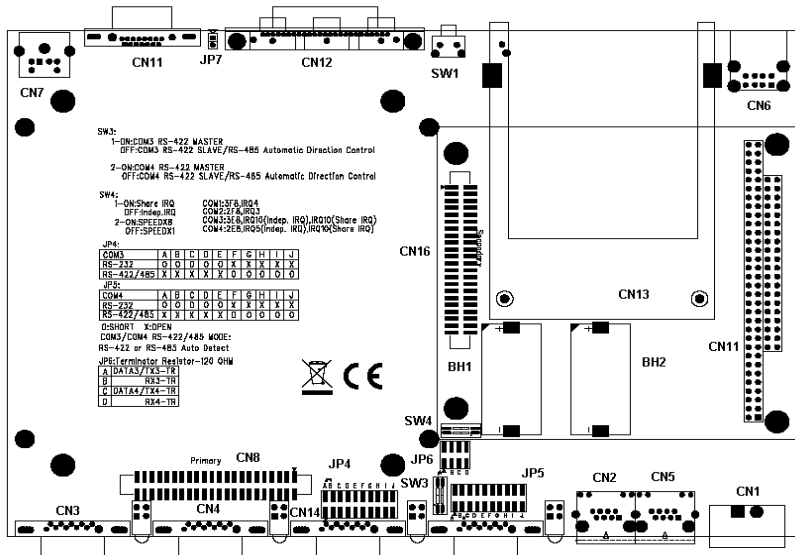 CN7
CN11
JP7
CN12
SW1
CN6
SW3:
1-ON:COM3 RS-422 MASTER
OFF:COM3 RS-422 SLAVE/RS-485 Automatic Direction Control
2-ON:COM4 RS-422 MASTER
OFF:COM4 RS-422 SLAVE/RS-485 Automatic Direction Control
SW4:
1-ON:Share IRQ COM1:3F8,IRQ4
OFF:Indep.IRQ COM2:2F8,IRQ3
2-ON:SPEEDX8 COM3:3E8,IRQ10(Indep. IRQ),IRQ10(Share IRQ)
OFF:SPEEDX1 COM4:2E8,IRQ5(Indep. IRQ),IRQ10(Share IRQ)
JP4:
COM3 A B C D E F G H I J
RS-232 O O O O O X X X X X
RS-422/485 X X X X X O O O O O
JP5:
COM4 A B C D E F G H I J
RS-232 O O O O O X X X X X
RS-422/485 X X X X X O O O O O
O:SHORT X:OPEN
COM3/COM4 RS-422/485 MODE:
RS-422 or RS-485 Auto Detect
JP6:Terminator Resistor-120 OHM
A DATA3/TX3-TR
B RX3-TR
C DATA4/TX4-TR
D RX4-TR
CE
CN16
Secondary
CN13
CN11
BH1
BH2
SW4
JP6
A B C D
Primary
CN8
JP4
A B C D E F G H I J
SW3
JP5
A B C D E F G H I J
CN3
CN4
CN14
CN2
CN5
CN1